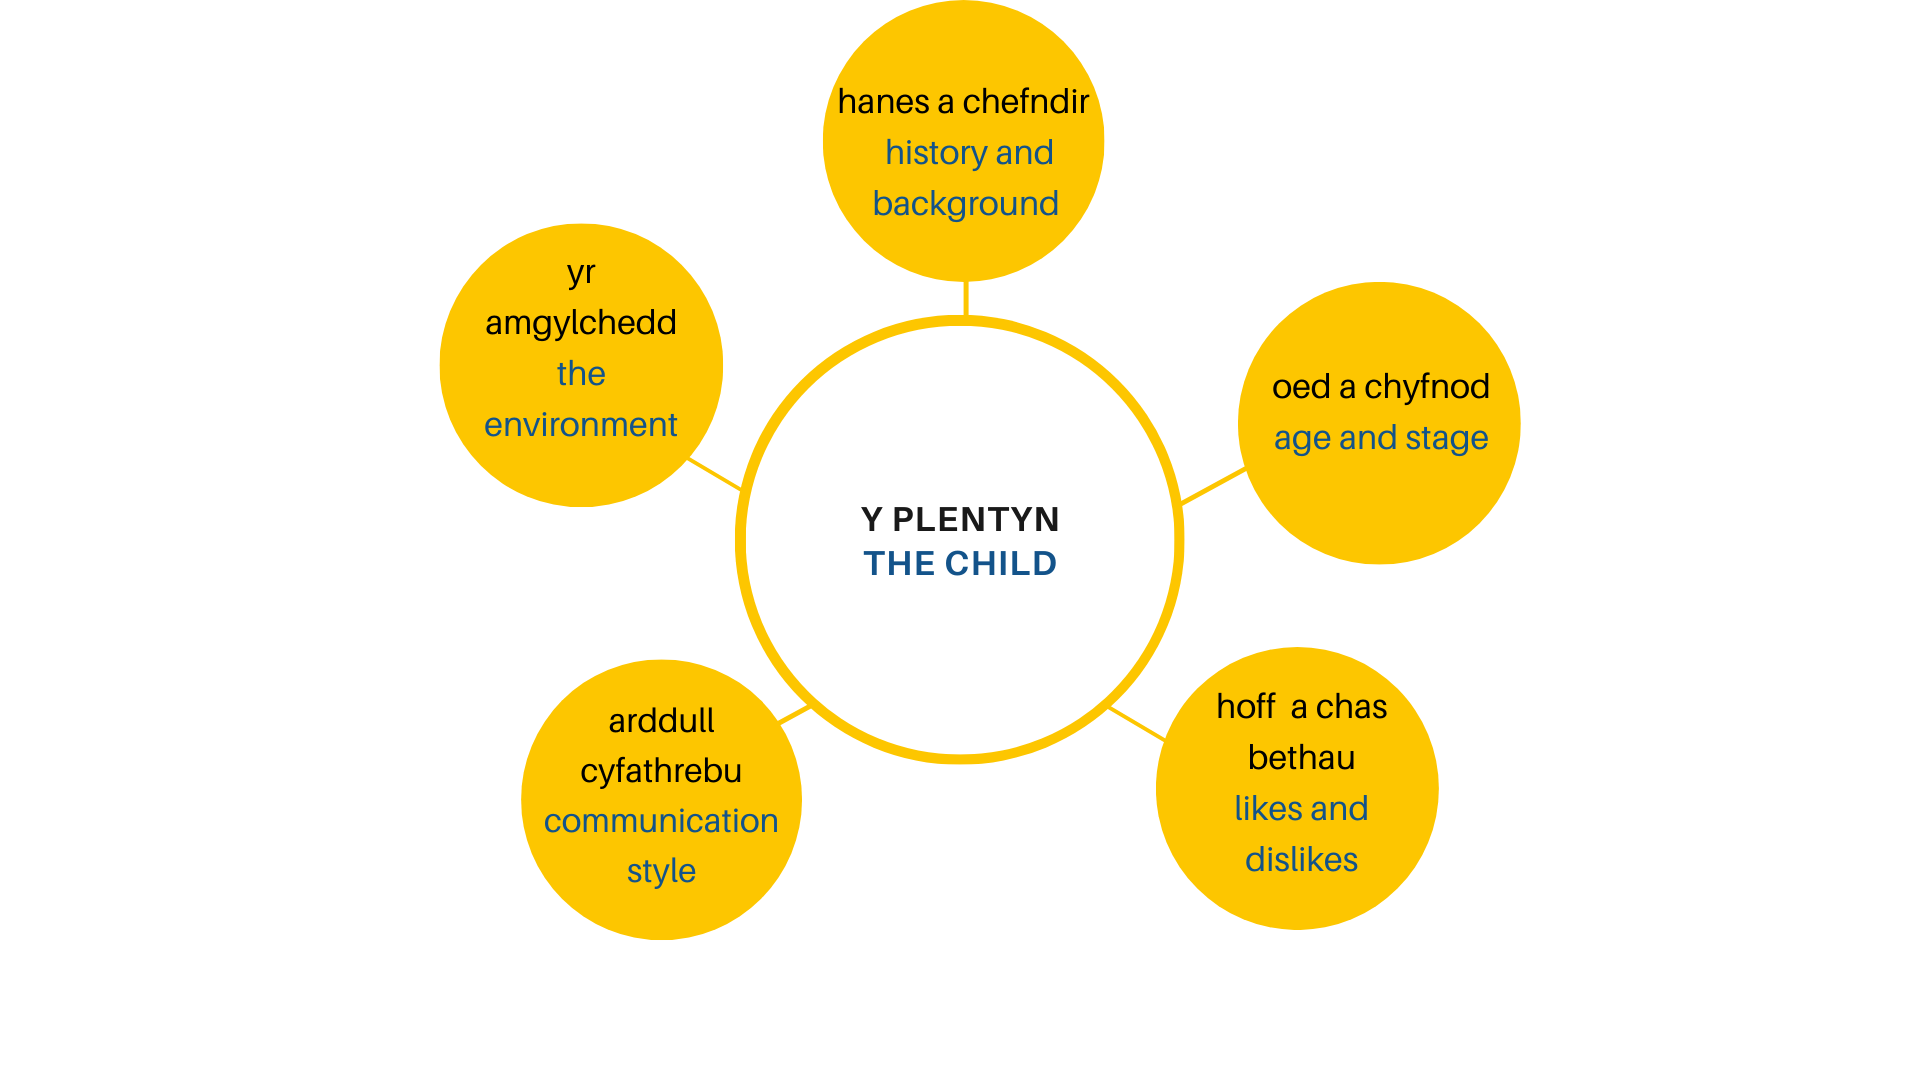 hanes a chefndir
history and
background
yr
amgylchedd
the
environment
oed a chyfnod
age and stage
Y PLENTYN
THE CHILD
arddull
cyfathrebu
communication
style
hoff  a chas
bethau
likes and
dislikes